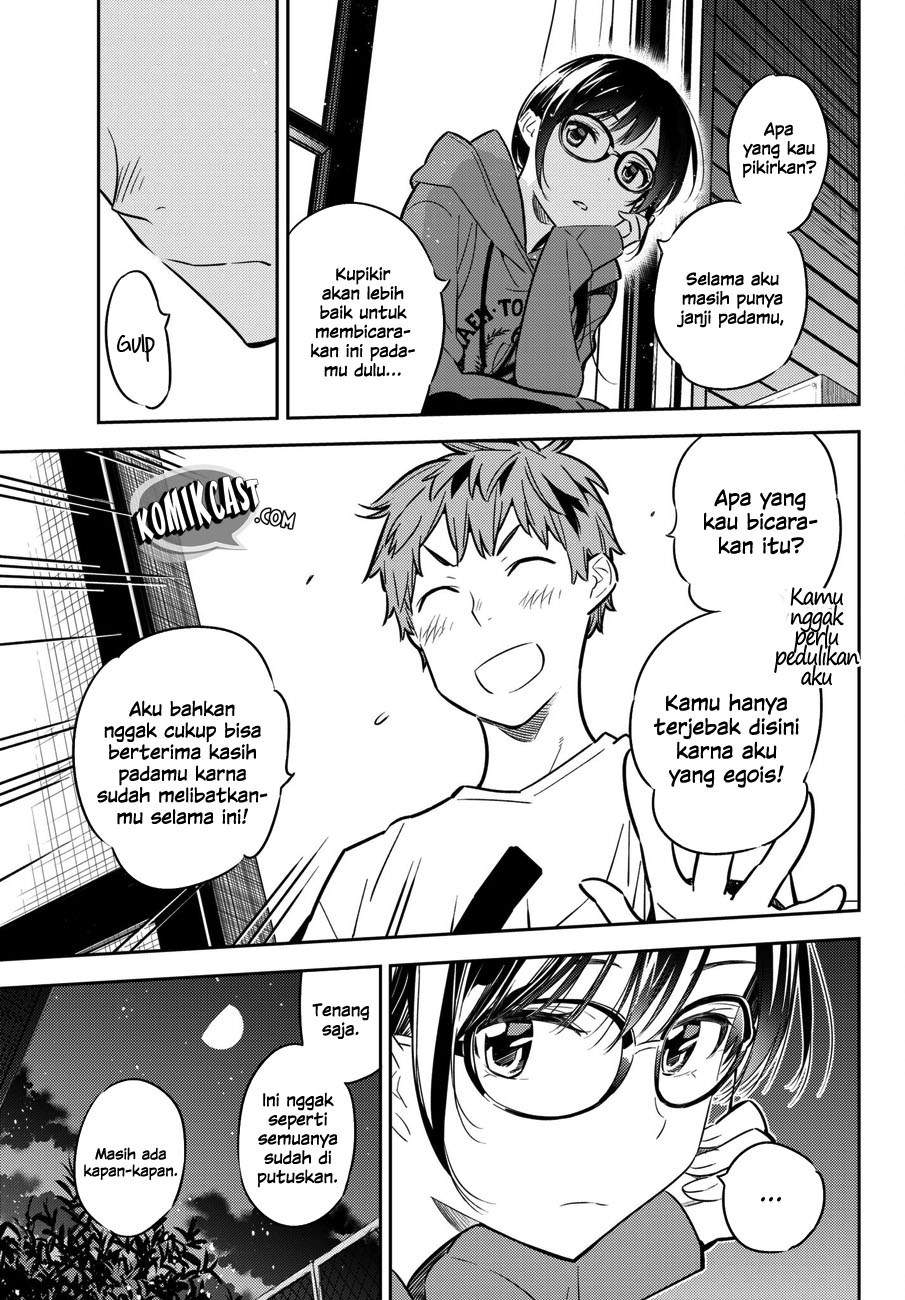 Apa
yang kau
pikirkan?
Selama aku
masih punya
janji padamu,
Kupikir
akan lebih
baik untuk
membicara-
kan ini pada-
mu dulu...
AEH•TO
Gulp
Apa yang
kau bicara-
kan itu?
Kamu
nggak
perlu
pedulikan
aku
Kamu hanya
terjebak disini
karna aku
yang egois!
KOMIKCAST
.COM
Aku bahkan
nggak cukup bisa
berterima kasih
padamu karna
sudah melibatkan-
mu selama ini!
...
Tenang
saja.
Ini nggak
seperti
semuanya
sudah di
putuskan.
Masih ada
kapan-kapan.